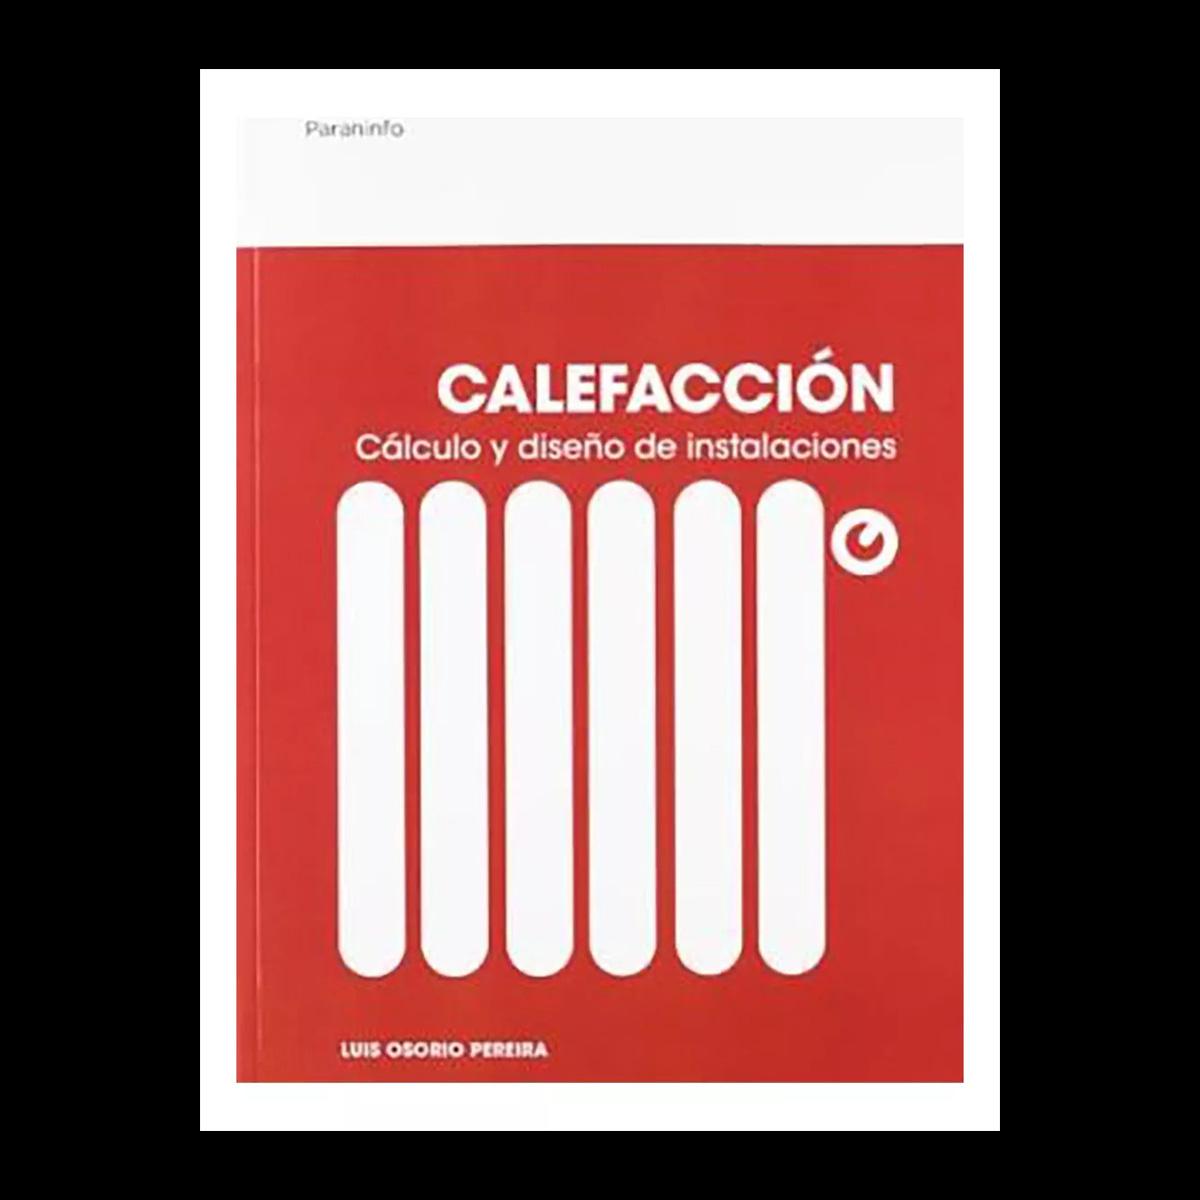 Paraninfo
CALEFACCIÓN
Cálculo y diseño de instalaciones
LUIS OSORIO PEREIRA